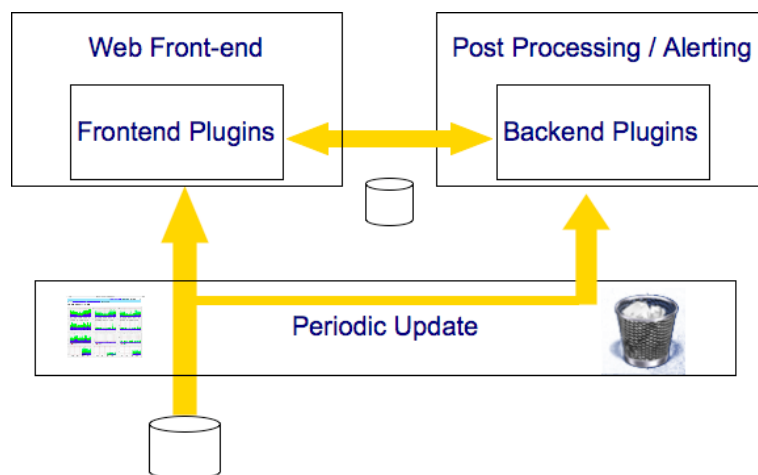 Web Front-end
Post Processing / Alerting
Frontend Plugins
Backend Plugins
Periodic Update